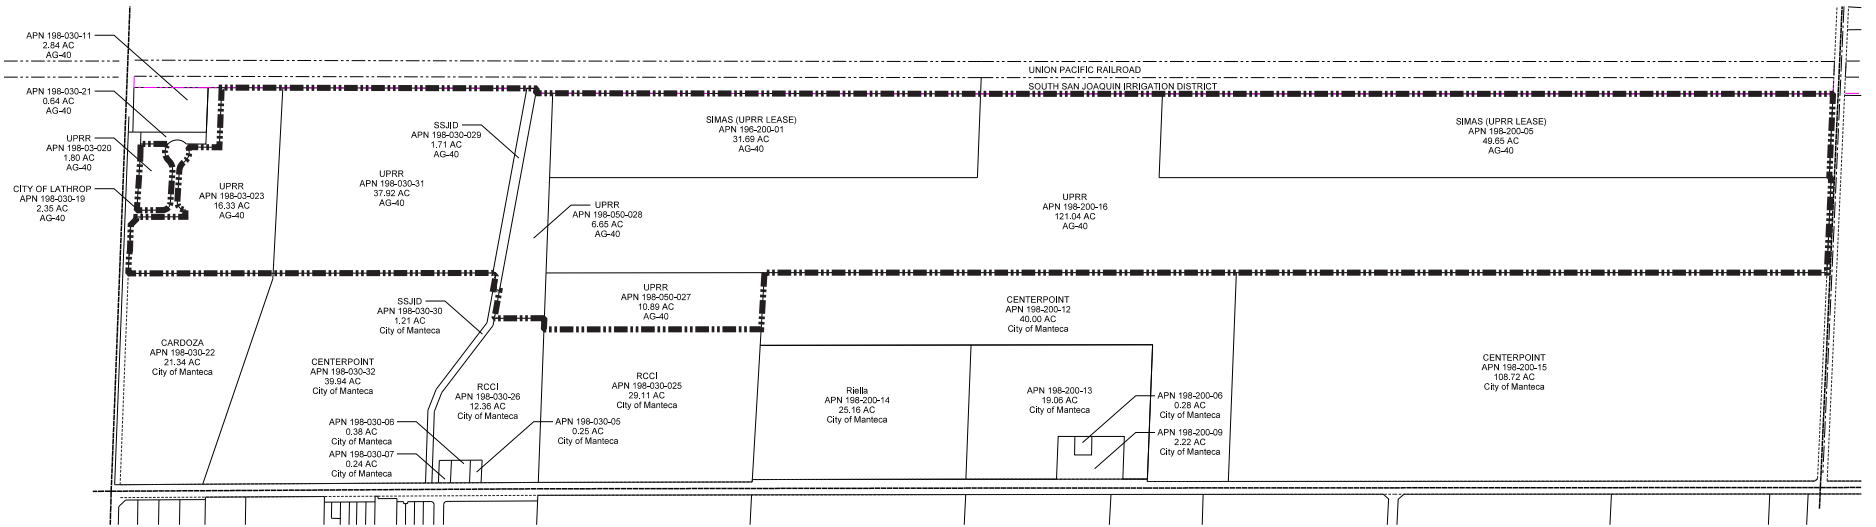 APN 198-030-11
2.84 AC
AG-40
APN 198-030-21
0.64 AC
AG-40
UPRR
APN 198-03-020
1.80 AC
AG-40
CITY OF LATHROP
APN 198-030-19
2.35 AC
AG-40
UPRR
APN 198-03-023
16.33 AC
AG-40
UPRR
APN 198-030-31
37.92 AC
AG-40
SSJID
APN 198-030-029
1.71 AC
AG-40
UPRR
APN 198-050-028
6.65 AC
AG-40
UNION PACIFIC RAILROAD
SOUTH SAN JOAQUIN IRRIGATION DISTRICT
SIMAS (UPRR LEASE)
APN 196-200-01
31.69 AC
AG-40
SIMAS (UPRR LEASE)
APN 198-200-05
49.65 AC
AG-40
UPRR
APN 198-200-16
121.04 AC
AG-40
UPRR
APN 198-050-027
10.89 AC
AG-40
SSJID
APN 198-030-30
1.21 AC
City of Manteca
CENTERPOINT
APN 198-200-12
40.00 AC
City of Manteca
CARDOZA
APN 198-030-22
21.34 AC
City of Manteca
CENTERPOINT
APN 198-030-32
39.94 AC
City of Manteca
RCCI
APN 198-030-26
12.36 AC
City of Manteca
RCCI
APN 198-030-025
29.11 AC
City of Manteca
Riella
APN 198-200-14
25.16 AC
City of Manteca
APN 198-200-13
19.06 AC
City of Manteca
CENTERPOINT
APN 198-200-15
108.72 AC
City of Manteca
APN 198-030-06
0.38 AC
City of Manteca
APN 198-030-05
0.25 AC
City of Manteca
APN 198-030-07
0.24 AC
City of Manteca
APN 198-200-06
0.28 AC
City of Manteca
APN 198-200-09
2.22 AC
City of Manteca